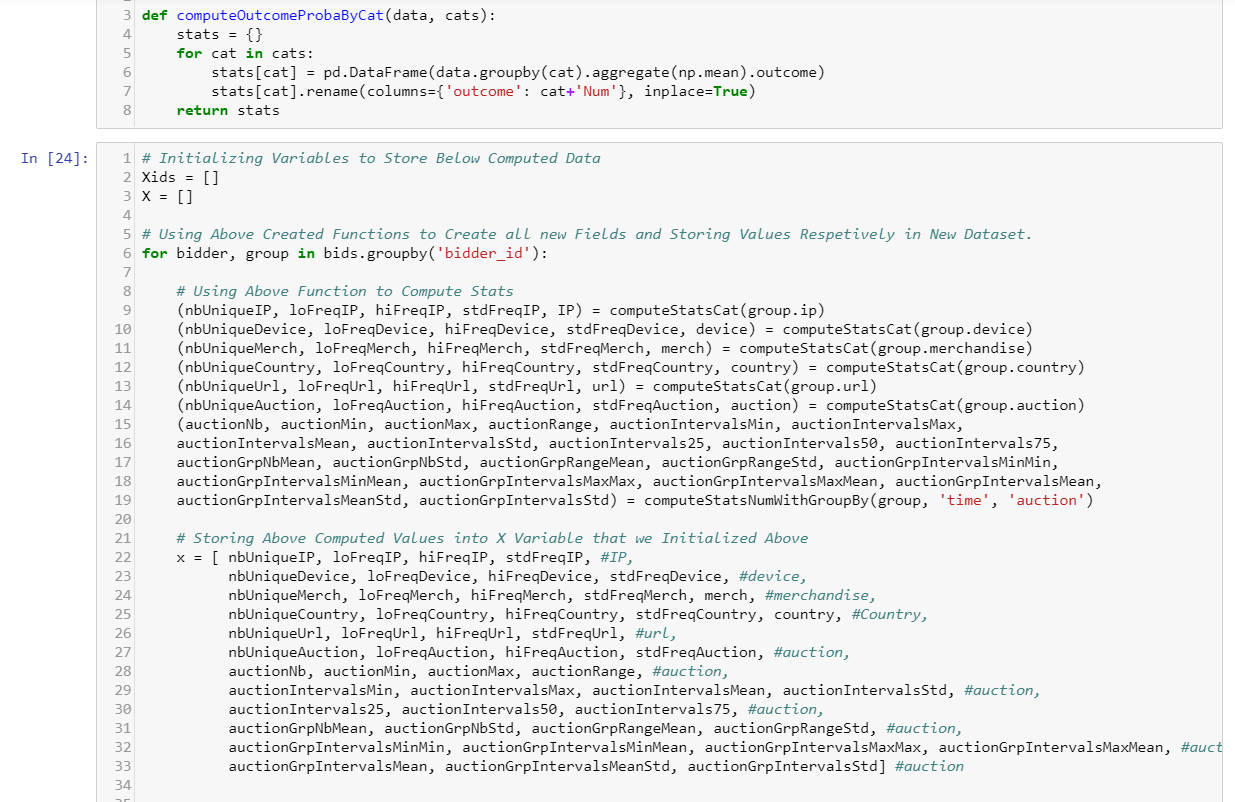 3 def computeOutcomeProbaByCat(data, cats):
4     stats = {}
5     for cat in cats:
6         stats[cat] = pd.DataFrame(data.groupby(cat).aggregate(np.mean).outcome)
7         stats[cat].rename(columns={'outcome': cat+'Num'}, inplace=True)
8     return stats
In [24]:
1 # Initializing Variables to Store Below Computed Data
2 Xids = []
3 X = []
4
5 # Using Above Created Functions to Create all new Fields and Storing Values Respetively in New Dataset.
6 for bidder, group in bids.groupby('bidder_id'):
7
8     # Using Above Function to Compute Stats
9     (nbUniqueIP, loFreqIP, hiFreqIP, stdFreqIP, IP) = computeStatsCat(group.ip)
10     (nbUniqueDevice, loFreqDevice, hiFreqDevice, stdFreqDevice, device) = computeStatsCat(group.device)
11     (nbUniqueMerch, loFreqMerch, hiFreqMerch, stdFreqMerch, merch) = computeStatsCat(group.merchandise)
12     (nbUniqueCountry, loFreqCountry, hiFreqCountry, stdFreqCountry, country) = computeStatsCat(group.country)
13     (nbUniqueUrl, loFreqUrl, hiFreqUrl, stdFreqUrl, url) = computeStatsCat(group.url)
14     (nbUniqueAuction, loFreqAuction, hiFreqAuction, stdFreqAuction, auction) = computeStatsCat(group.auction)
15     (auctionNb, auctionMin, auctionMax, auctionRange, auctionIntervalsMin, auctionIntervalsMax,
16     auctionIntervalsMean, auctionIntervalsStd, auctionIntervals25, auctionIntervals50, auctionIntervals75,
17     auctionGrpNbMean, auctionGrpNbStd, auctionGrpRangeMean, auctionGrpRangeStd, auctionGrpIntervalsMinMin,
18     auctionGrpIntervalsMinMean, auctionGrpIntervalsMaxMax, auctionGrpIntervalsMaxMean, auctionGrpIntervalsMean,
19     auctionGrpIntervalsMeanStd, auctionGrpIntervalsStd) = computeStatsNumWithGroupBy(group, 'time', 'auction')
20
21     # Storing Above Computed Values into X Variable that we Initialized Above
22     x = [ nbUniqueIP, loFreqIP, hiFreqIP, stdFreqIP, #IP,
23           nbUniqueDevice, loFreqDevice, hiFreqDevice, stdFreqDevice, #device,
24           nbUniqueMerch, loFreqMerch, hiFreqMerch, stdFreqMerch, merch, #merchandise,
25           nbUniqueCountry, loFreqCountry, hiFreqCountry, stdFreqCountry, country, #Country,
26           nbUniqueUrl, loFreqUrl, hiFreqUrl, stdFreqUrl, #url,
27           nbUniqueAuction, loFreqAuction, hiFreqAuction, stdFreqAuction, #auction,
28           auctionNb, auctionMin, auctionMax, auctionRange, #auction,
29           auctionIntervalsMin, auctionIntervalsMax, auctionIntervalsMean, auctionIntervalsStd, #auction,
30           auctionIntervals25, auctionIntervals50, auctionIntervals75, #auction,
31           auctionGrpNbMean, auctionGrpNbStd, auctionGrpRangeMean, auctionGrpRangeStd, #auction,
32           auctionGrpIntervalsMinMin, auctionGrpIntervalsMinMean, auctionGrpIntervalsMaxMax, auctionGrpIntervalsMaxMean, #auct
33           auctionGrpIntervalsMean, auctionGrpIntervalsMeanStd, auctionGrpIntervalsStd] #auction
34